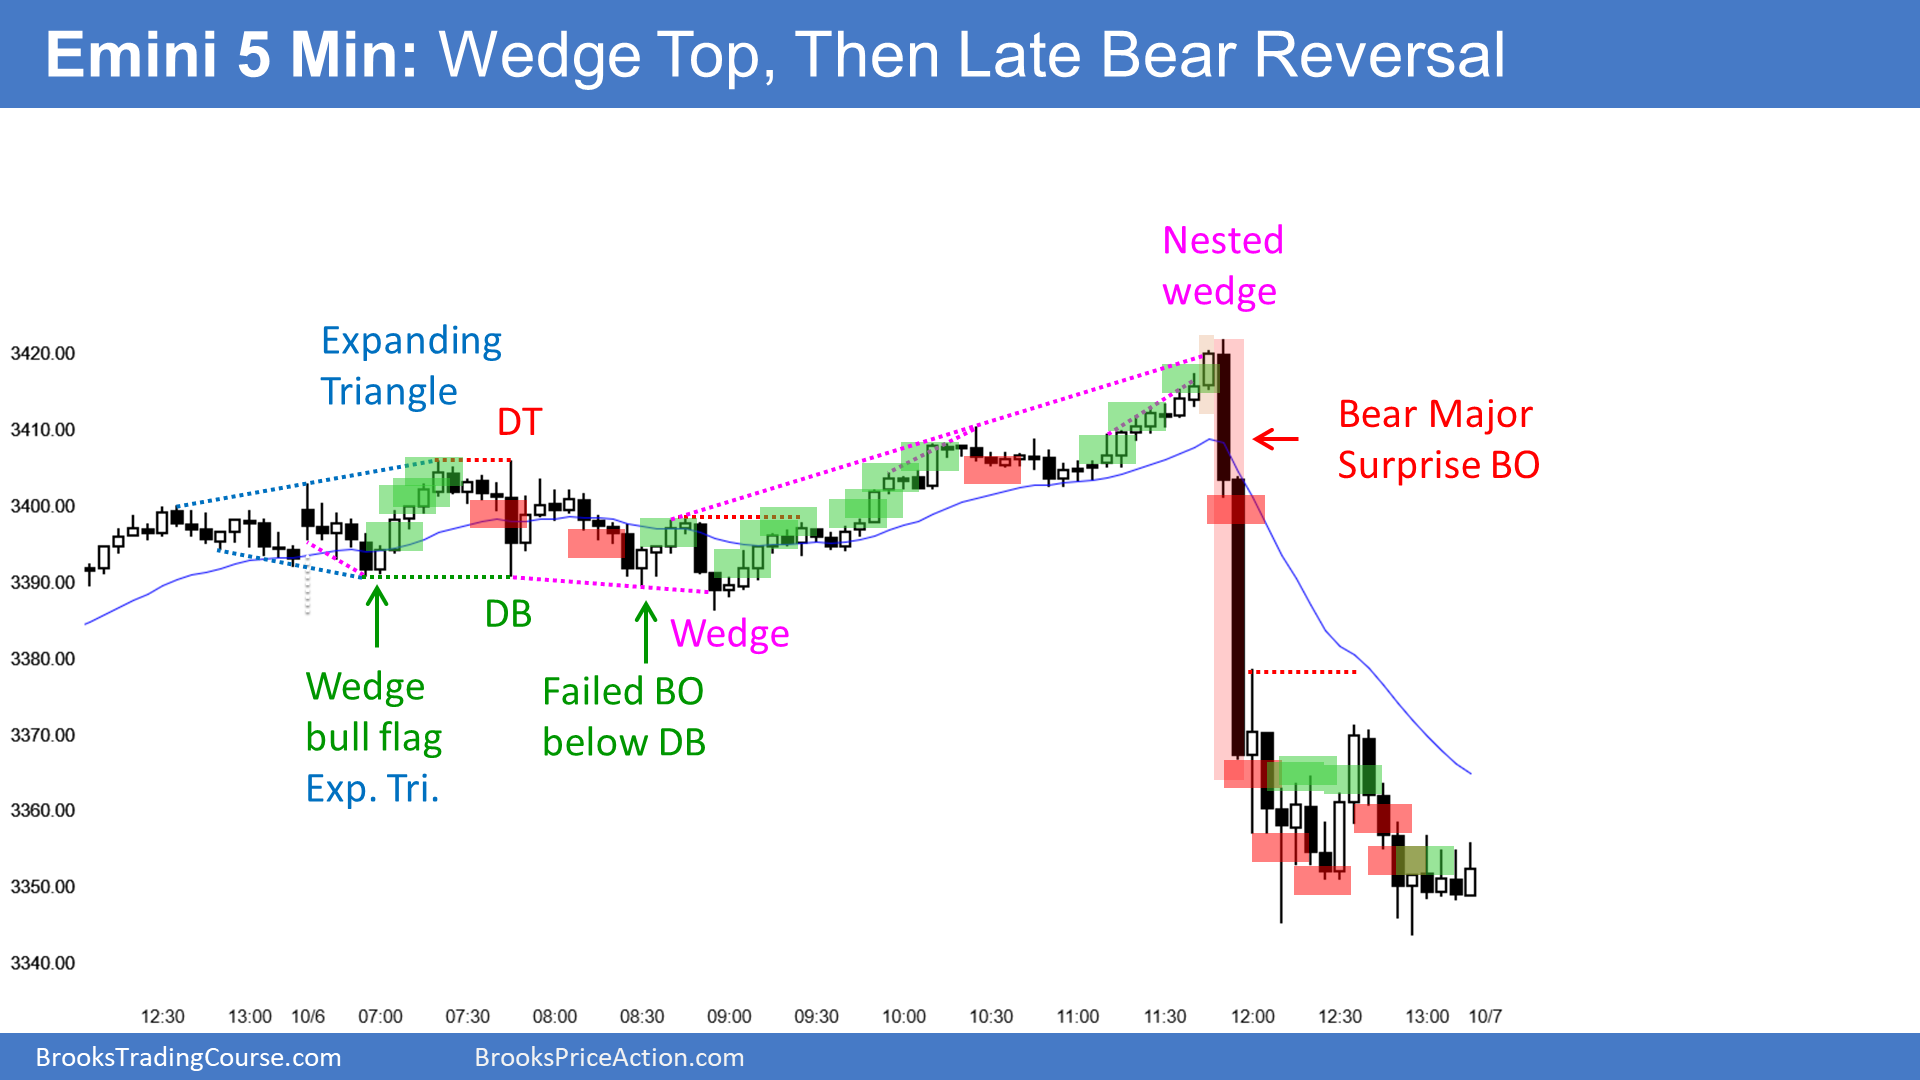 Emini 5 Min: Wedge Top, Then Late Bear Reversal
Nested
wedge
Expanding
Triangle
DT
Bear Major
Surprise BO
DB
Wedge
Wedge
bull flag
Exp. Tri.
Failed BO
below DB
3420.00
3410.00
3400.00
3390.00
3380.00
3370.00
3360.00
3350.00
3340.00
12:30 13:00 10/6 07:00 07:30 08:00 08:30 09:00 09:30 10:00 10:30 11:00 11:30 12:00 12:30 13:00 10/7
BrooksTradingCourse.com BrooksPriceAction.com